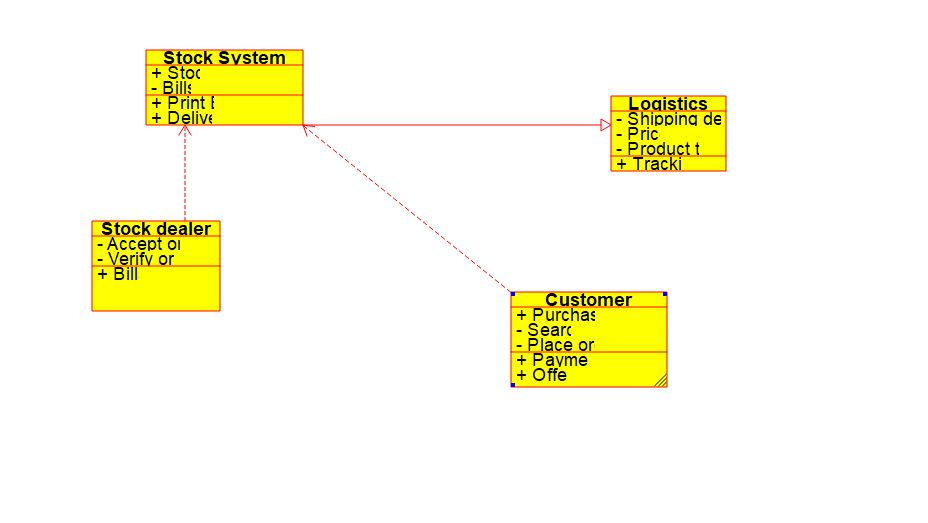 Stock System
+ Stoc
- Bills
+ Print E
+ Delive
Logistics
- Shipping de
- Pric
- Product t
+ Tracki
Stock dealer
- Accept or
- Verify or
+ Bill
Customer
+ Purchas
- Searc
- Place or
+ Payme
+ Offe